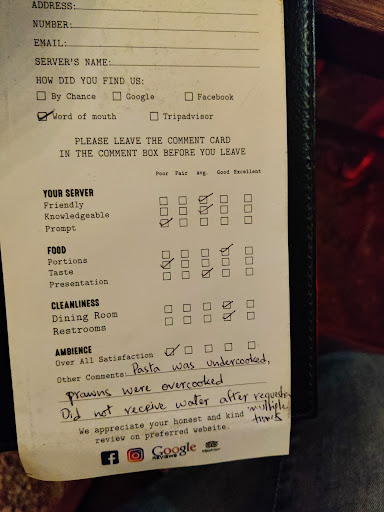 ADDRESS:
NUMBER:
EMAIL:
SERVER'S NAME:
HOW DID YOU FIND US:
By Chance Google Facebook
Word of mouth Tripadvisor
PLEASE LEAVE THE COMMENT CARD
IN THE COMMENT BOX BEFORE YOU LEAVE
Poor Fair Avg. Good Excellent
YOUR SERVER
Friendly
Knowledgeable
Prompt
FOOD
Portions
Taste
Presentation
CLEANLINESS
Dining Room
Restrooms
AMBIENCE
Over All Satisfaction
Other Comments: Pasta was undercooked,
prawns were overcooked
Did not receive water after requesting
multiple
times
We appreciate your honest and kind
review on preferred website.
Google
REVIEWS